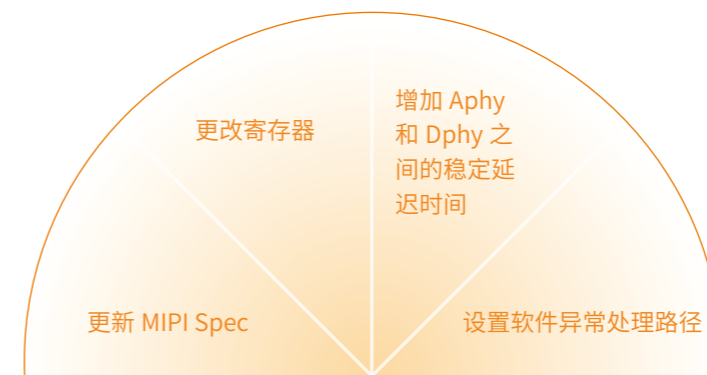 更改寄存器
增加 Aphy
和 Dphy 之
间的稳定延
迟时间
更新 MIPI Spec
设置软件异常处理路径